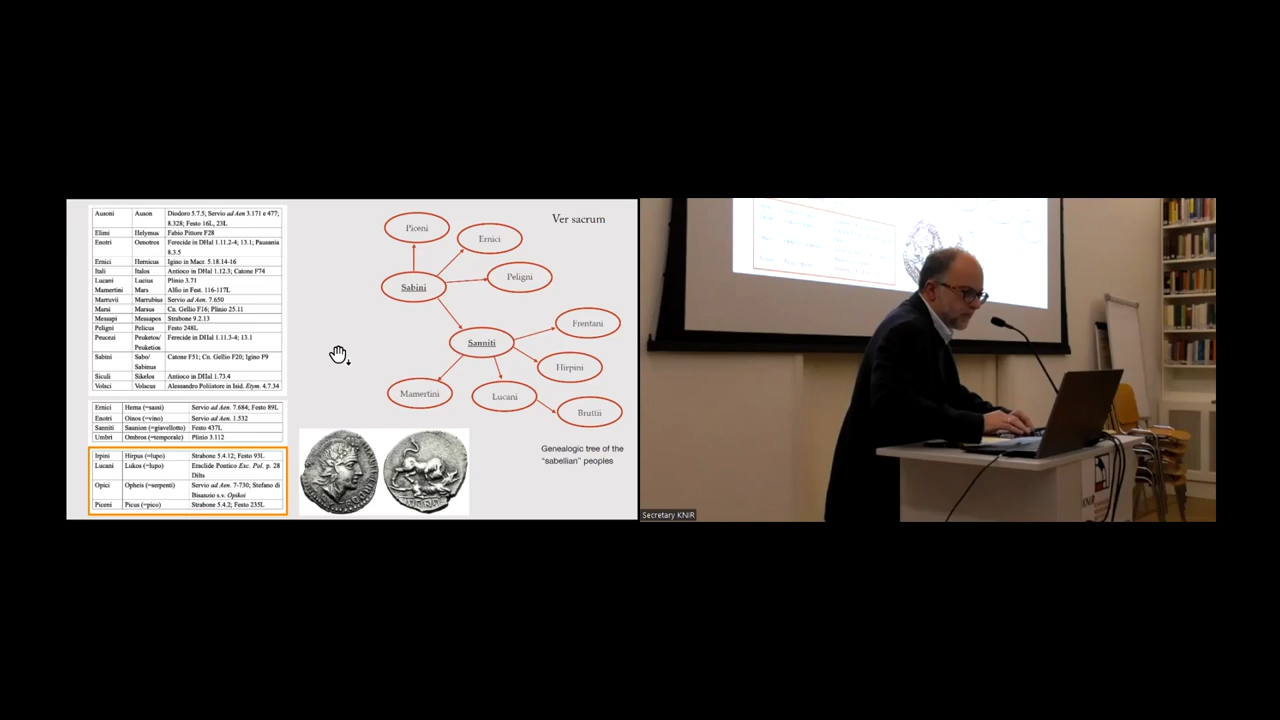 Ausoni Auson Diodoro 5.7.5; Servio ad Aen 3.171 e 477;
8.328; Festo 16L, 23L
Elimi Helymus Fabio Pittore F28
Enotri Oenotros Ferecide in DHal 1.11.2-4; 13.1; Pausania
8.3.5
Ernici Hernicus Igino in Macr. 5.18.14-16
Itali Italos Antioco in DHal 1.12.3; Catone F74
Lucani Lucius Plinio 3.71
Mamertini Mars Alfio in Fest. 116-117L
Marruvii Marrubius Servio ad Aen. 7.650
Marsi Marsus Cn. Gellio F16; Plinio 25.11
Messapi Messapos Strabone 9.2.13
Peligni Pelicus Festo 248L
Peucezi Peuketos/ Ferecide in DHal 1.11.3-4; 13.1
Peuketios
Sabini Sabo/ Catone F51; Cn. Gellio F20; Igino F9
Sabinus
Siculi Sikelos Antioco in DHal 1.73.4
Volsci Volscus Alessandro Poliistore in Isid. Etym. 4.7.34
Ernici Herna (=sassi) Servio ad Aen. 7.684; Festo 89L
Enotri Oinos (=vino) Servio ad Aen. 1.532
Sanniti Saunion (=giavellotto) Festo 437L
Umbri Ombros (=temporale) Plinio 3.112
Irpini Hirpus (=lupo) Strabone 5.4.12; Festo 93L
Lucani Lukos (=lupo) Eraclide Pontico Exc. Pol. p. 28
Dilts
Opici Opheis (=serpenti) Servio ad Aen. 7-730; Stefano di
Bisanzio s.v. Opikoi
Piceni Picus (=pico) Strabone 5.4.2; Festo 235L
Ver sacrum
Piceni
Ernici
Peligni
Sabini
Sanniti
Frentani
Hirpini
Mamertini
Lucani
Bruttii
Genealogic tree of the
"sabellian" peoples
Secretary KNIR
KNIR